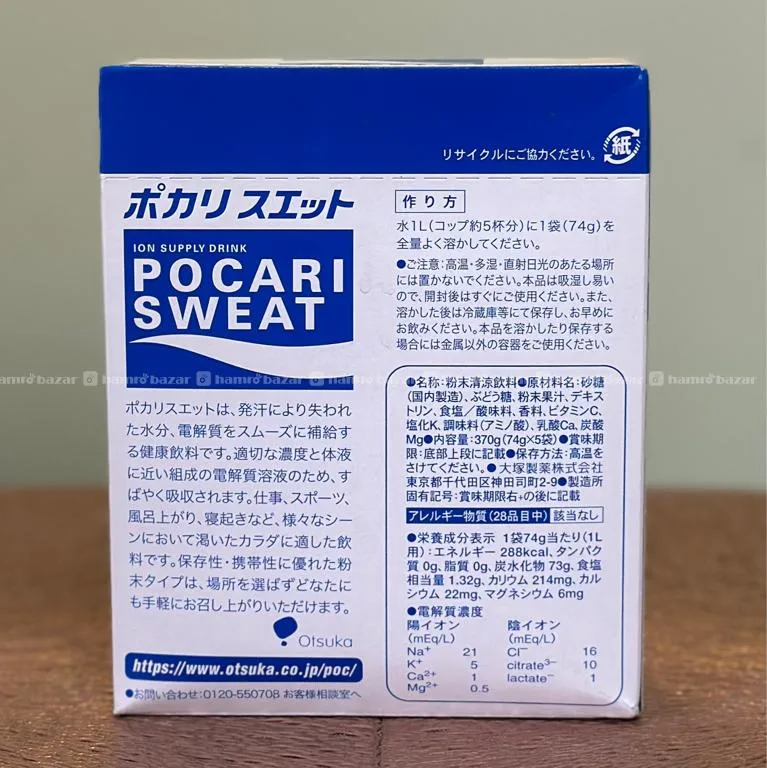 リサイクルにご協力ください。
紙
ポカリスエット
ION SUPPLY DRINK
POCARI
SWEAT
ポカリスエットは、発汗により失われ
た水分、電解質をスムーズに補給す
る健康飲料です。適切な濃度と体液
に近い組成の電解質溶液のため、す
ばやく吸収されます。仕事、スポーツ、
風呂上がり、寝起きなど、様々なシー
ンにおいて渇いたカラダに適した飲
料です。保存性・携帯性に優れた粉
末タイプは、場所を選ばずどなたに
も手軽にお召し上がりいただけます。
Otsuka
https://www.otsuka.co.jp/poc/
●お問い合わせ:0120-550708 お客様相談室へ
作り方
水1L(コップ約5杯分)に1袋(74g)を
全量よく溶かしてください。
●ご注意:高温・多湿・直射日光のあたる場所
には置かないでください。本品は吸湿し易い
ので、開封後はすぐにご使用ください。また、
溶かした後は冷蔵庫等にて保存し、お早めに
お飲みください。本品を溶かしたり保存する
場合には金属以外の容器をご使用ください。
hamro bazar hamro bazar hamro bazar hamro bazar hamro bazar
●名称:粉末清涼飲料●原材料名:砂糖
(国内製造)、ぶどう糖、粉末果汁、デキス
トリン、食塩/酸味料、香料、ビタミンC、
塩化K、調味料(アミノ酸)、乳酸Ca、炭酸
Mg●内容量:370g(74g×5袋)●賞味期
限:底部上段に記載●保存方法:高温を
さけてください。●大塚製薬株式会社
東京都千代田区神田司町2-9●製造所
固有記号:賞味期限右+の後に記載
アレルギー物質(28品目中) 該当なし
●栄養成分表示 1袋74g当たり(1L
用):エネルギー 288kcal、タンパク
質 0g、脂質 0g、炭水化物 73g、食塩
相当量 1.32g、カリウム 214mg、カル
シウム 22mg、マグネシウム 6mg
●電解質濃度
陽イオン 陰イオン
(mEq/L) (mEq/L)
Na⁺ 21 Cl⁻ 16
K⁺ 5 citrate³⁻ 10
Ca²⁺ 1 lactate⁻ 1
Mg²⁺ 0.5